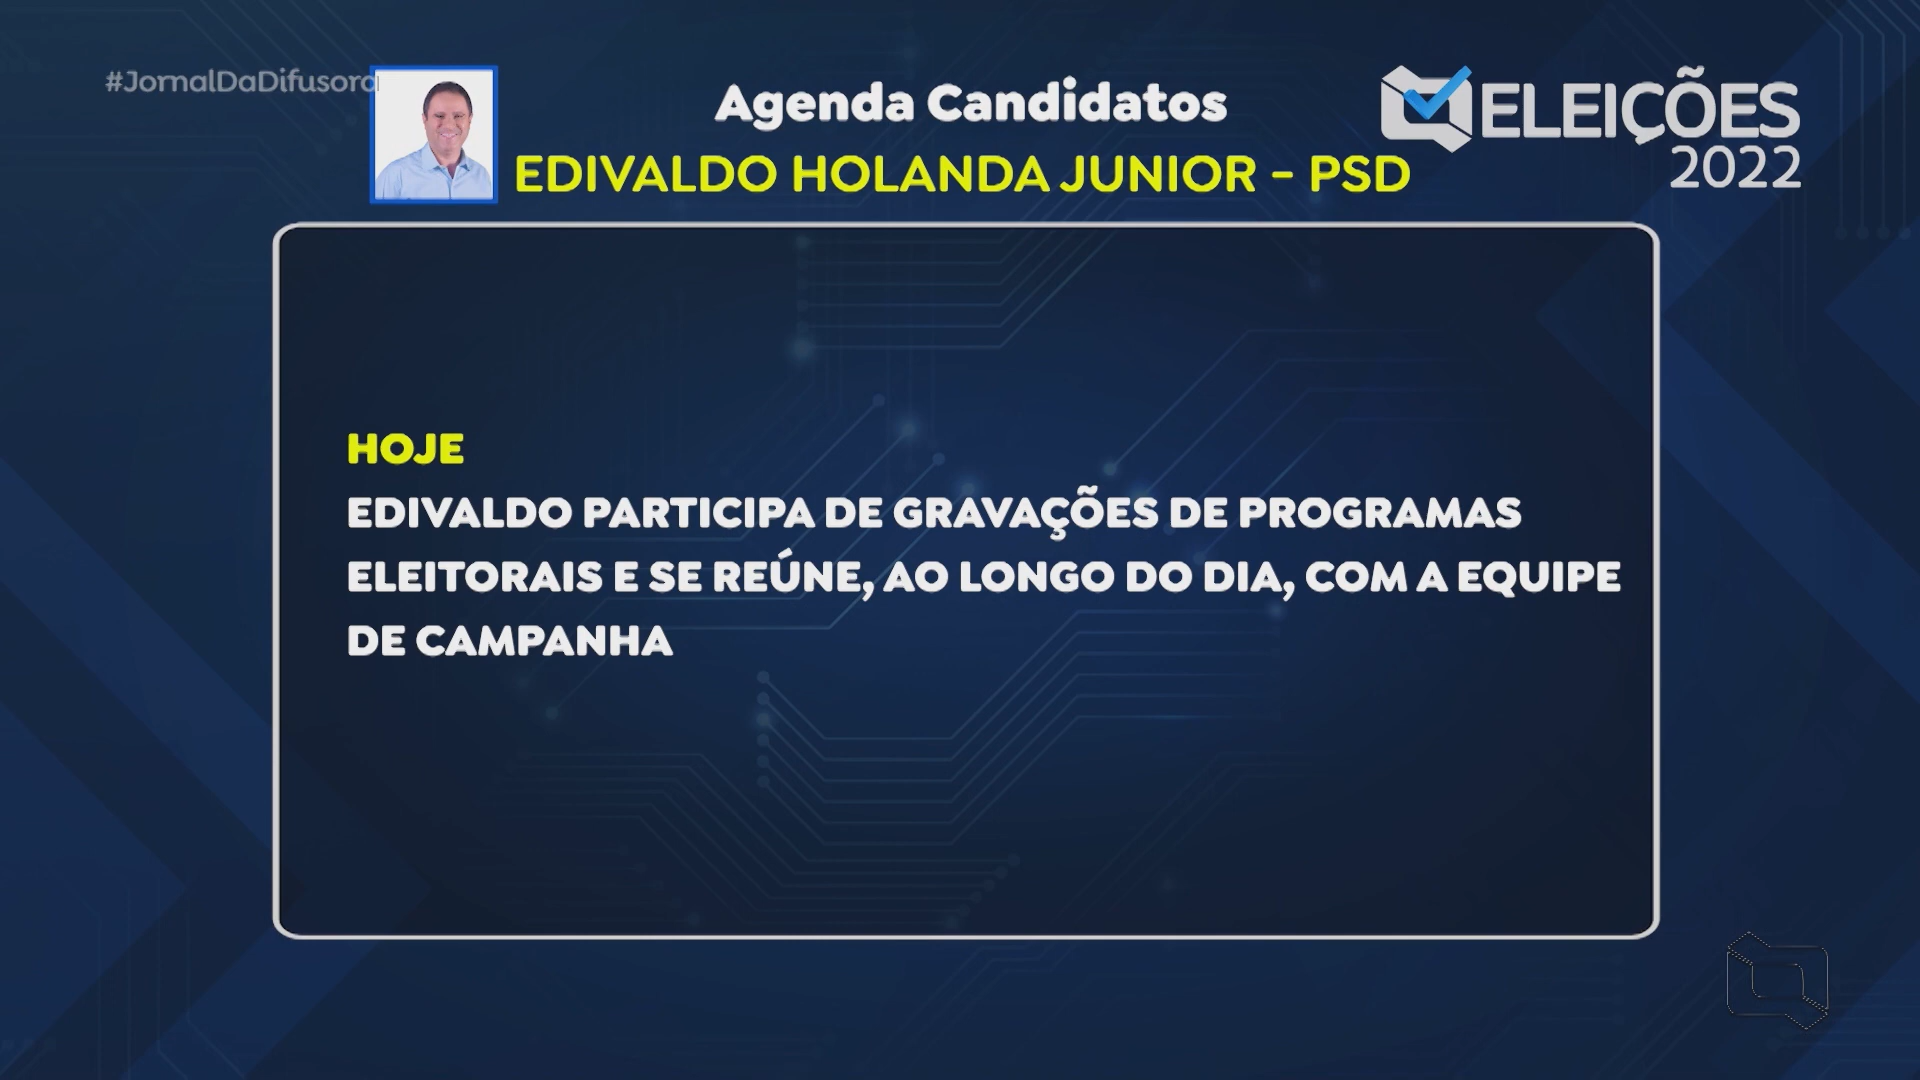 #JornalDaDifusora
Agenda Candidatos
EDIVALDO HOLANDA JUNIOR - PSD
ELEIÇÕES
2022
HOJE
EDIVALDO PARTICIPA DE GRAVAÇÕES DE PROGRAMAS
ELEITORAIS E SE REÚNE, AO LONGO DO DIA, COM A EQUIPE
DE CAMPANHA